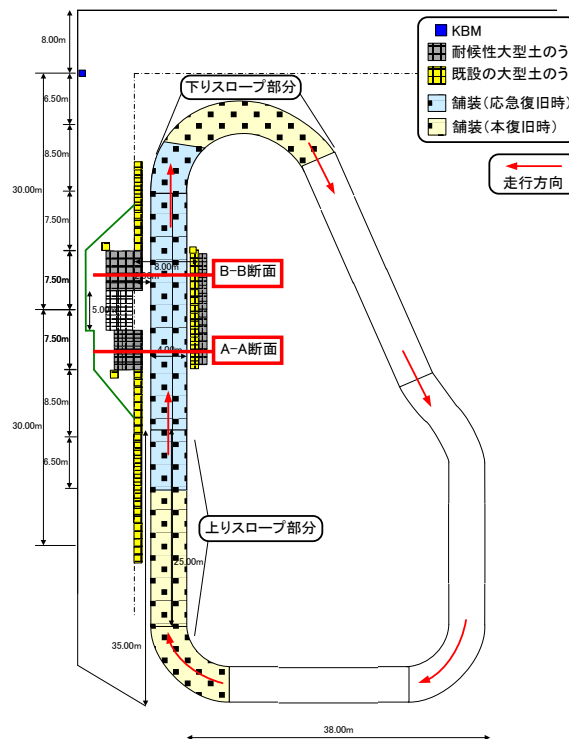 KBM
耐候性大型土のう
既設の大型土のう
舗装(応急復旧時)
舗装(本復旧時)
走行方向
下りスロープ部分
8.00m
6.50m
8.50m
30.00m
7.50m
7.50m
B-B断面
8.00m
5.00m
7.50m
A-A断面
4.00m
8.50m
30.00m
6.50m
上りスロープ部分
25.00m
35.00m
38.00m